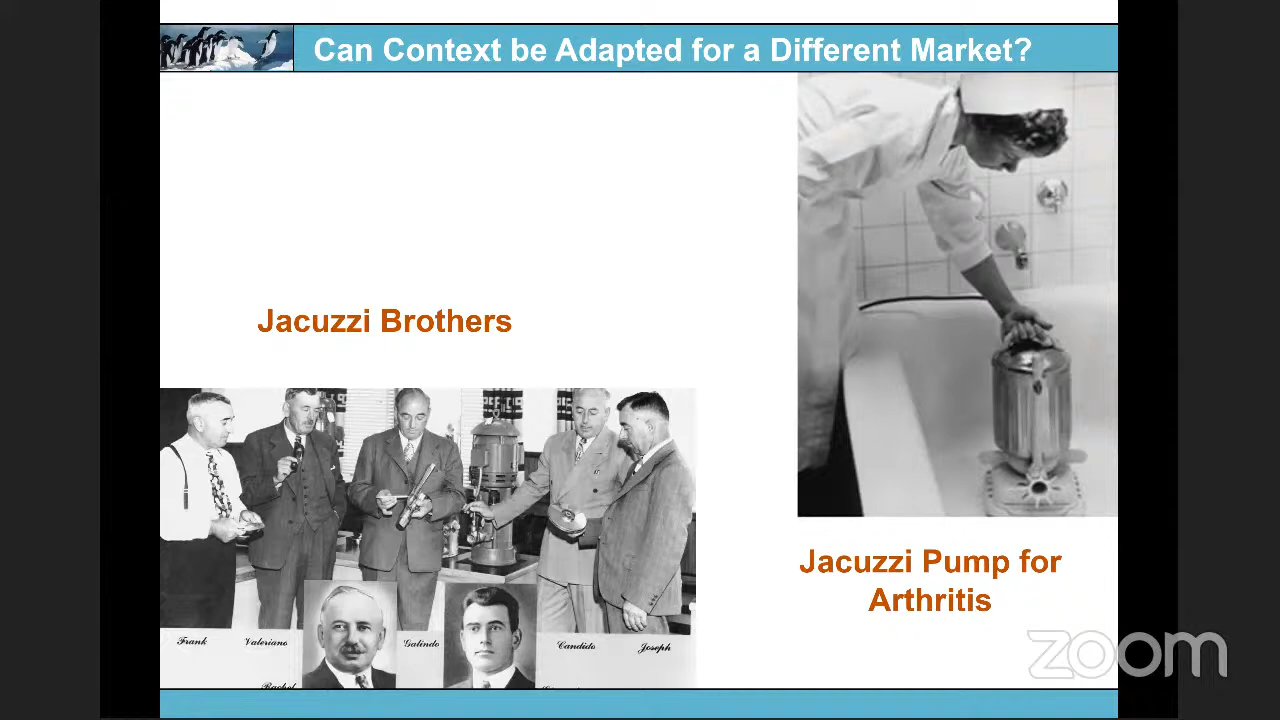 Can Context be Adapted for a Different Market?
Jacuzzi Brothers
Frank Valeriano Galindo Candido Joseph
Rachel
Jacuzzi Pump for
Arthritis
zoom